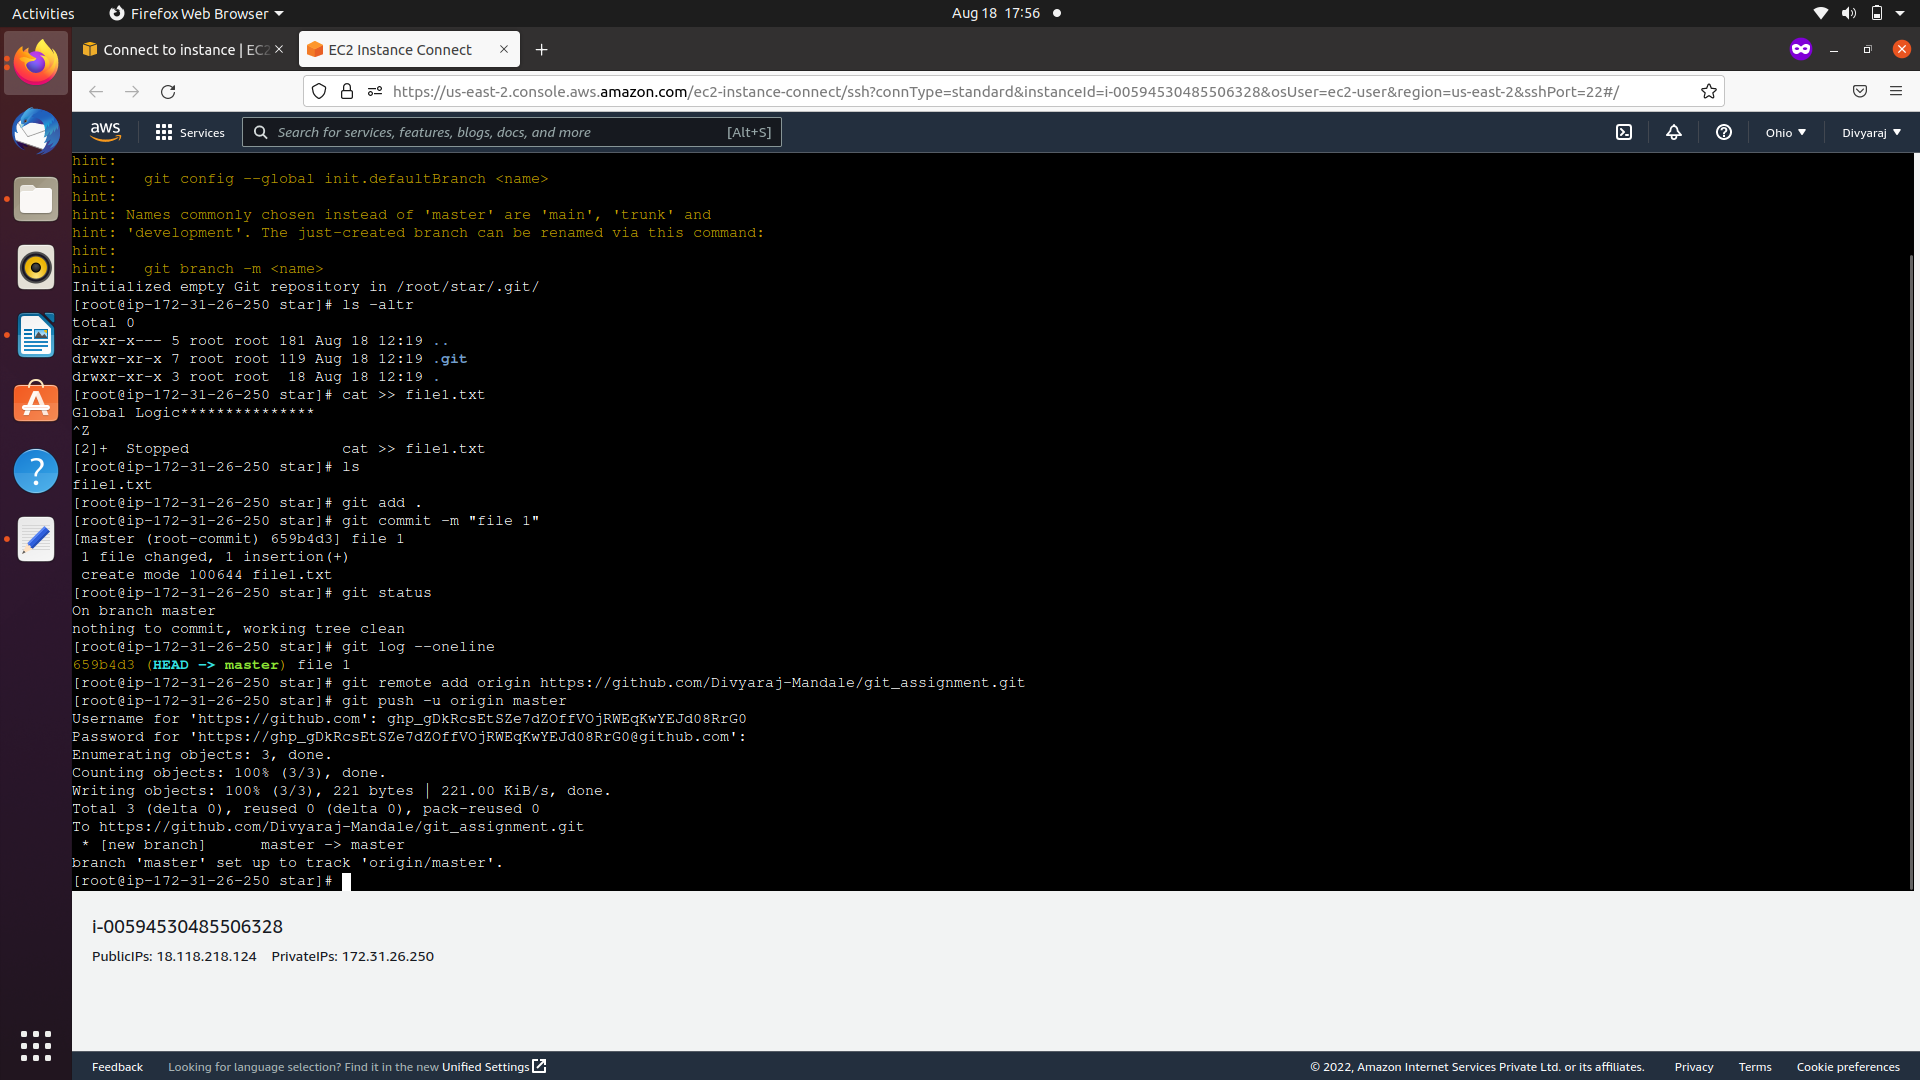 Activities
Firefox Web Browser
Aug 18 17:56
Connect to instance | EC2
EC2 Instance Connect
https://us-east-2.console.aws.amazon.com/ec2-instance-connect/ssh?connType=standard&instanceId=i-00594530485506328&osUser=ec2-user&region=us-east-2&sshPort=22#/
aws
Services
Search for services, features, blogs, docs, and more
[Alt+S]
Ohio
Divyaraj
hint:
hint:   git config --global init.defaultBranch <name>
hint:
hint: Names commonly chosen instead of 'master' are 'main', 'trunk' and
hint: 'development'. The just-created branch can be renamed via this command:
hint:
hint:   git branch -m <name>
Initialized empty Git repository in /root/star/.git/
[root@ip-172-31-26-250 star]# ls -altr
total 0
dr-xr-x--- 5 root root 181 Aug 18 12:19 ..
drwxr-xr-x 7 root root 119 Aug 18 12:19 .git
drwxr-xr-x 3 root root  18 Aug 18 12:19 .
[root@ip-172-31-26-250 star]# cat >> file1.txt
Global Logic***************
^Z
[2]+  Stopped                 cat >> file1.txt
[root@ip-172-31-26-250 star]# ls
file1.txt
[root@ip-172-31-26-250 star]# git add .
[root@ip-172-31-26-250 star]# git commit -m "file 1"
[master (root-commit) 659b4d3] file 1
 1 file changed, 1 insertion(+)
 create mode 100644 file1.txt
[root@ip-172-31-26-250 star]# git status
On branch master
nothing to commit, working tree clean
[root@ip-172-31-26-250 star]# git log --oneline
659b4d3 (HEAD -> master) file 1
[root@ip-172-31-26-250 star]# git remote add origin https://github.com/Divyaraj-Mandale/git_assignment.git
[root@ip-172-31-26-250 star]# git push -u origin master
Username for 'https://github.com': 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
Password for 'https://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@github.com':
Enumerating objects: 3, done.
Counting objects: 100% (3/3), done.
Writing objects: 100% (3/3), 221 bytes | 221.00 KiB/s, done.
Total 3 (delta 0), reused 0 (delta 0), pack-reused 0
To https://github.com/Divyaraj-Mandale/git_assignment.git
 * [new branch]      master -> master
branch 'master' set up to track 'origin/master'.
[root@ip-172-31-26-250 star]#
i-00594530485506328
PublicIPs: 18.118.218.124 PrivateIPs: 172.31.26.250
Feedback
Looking for language selection? Find it in the new Unified Settings
© 2022, Amazon Internet Services Private Ltd. or its affiliates.
Privacy
Terms
Cookie preferences